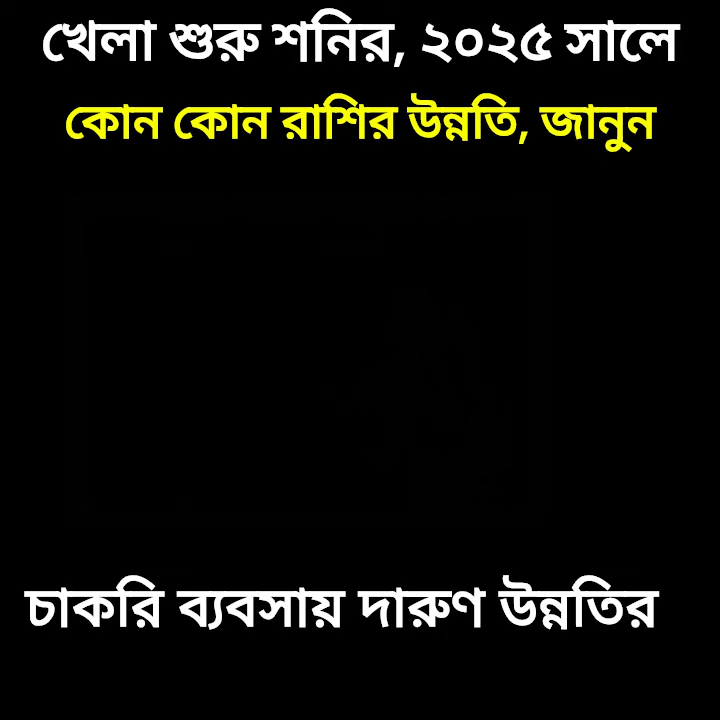 খেলা শুরু শনির, ২০২৫ সালে
কোন কোন রাশির উন্নতি, জানুন
চাকরি ব্যবসায় দারুণ উন্নতির